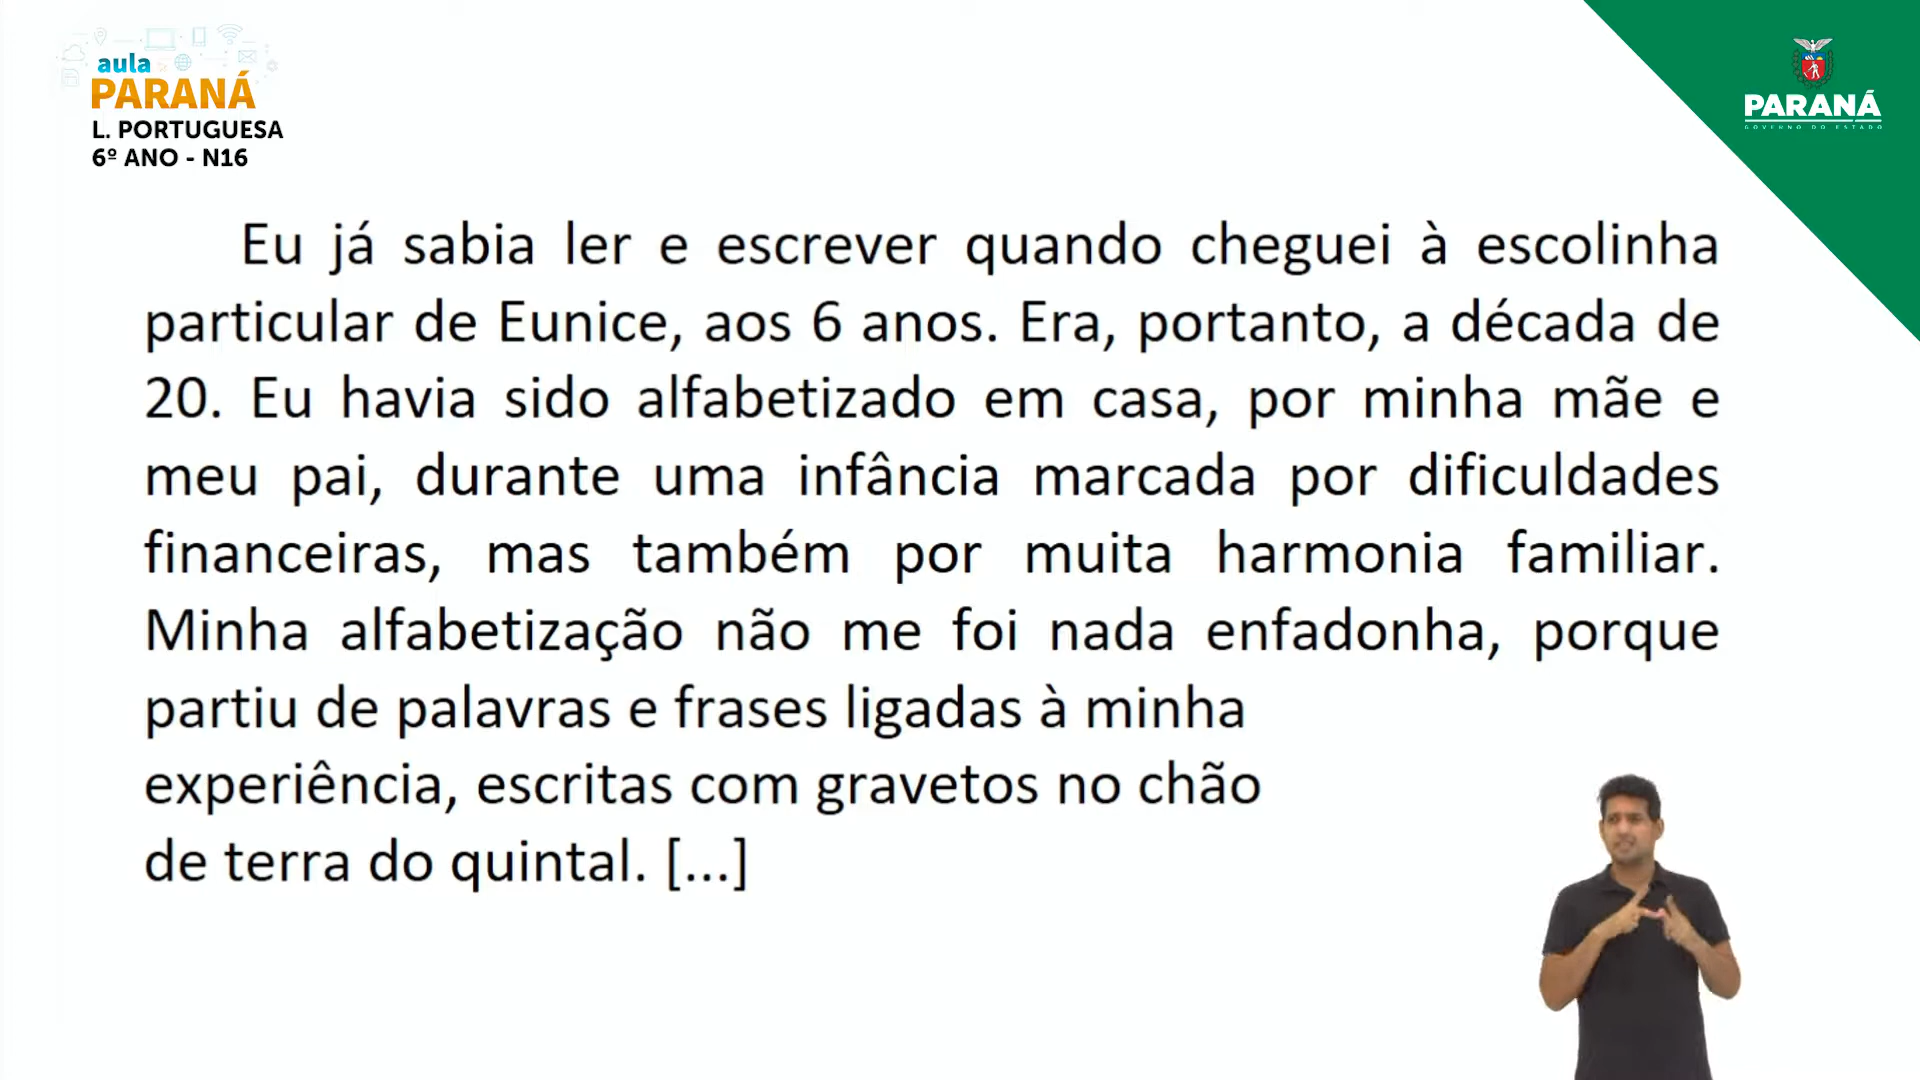 aula
PARANÁ
L. PORTUGUESA
6º ANO - N16
PARANÁ
GOVERNO DO ESTADO
Eu já sabia ler e escrever quando cheguei à escolinha
particular de Eunice, aos 6 anos. Era, portanto, a década de
20. Eu havia sido alfabetizado em casa, por minha mãe e
meu pai, durante uma infância marcada por dificuldades
financeiras, mas também por muita harmonia familiar.
Minha alfabetização não me foi nada enfadonha, porque
partiu de palavras e frases ligadas à minha
experiência, escritas com gravetos no chão
de terra do quintal. [...]